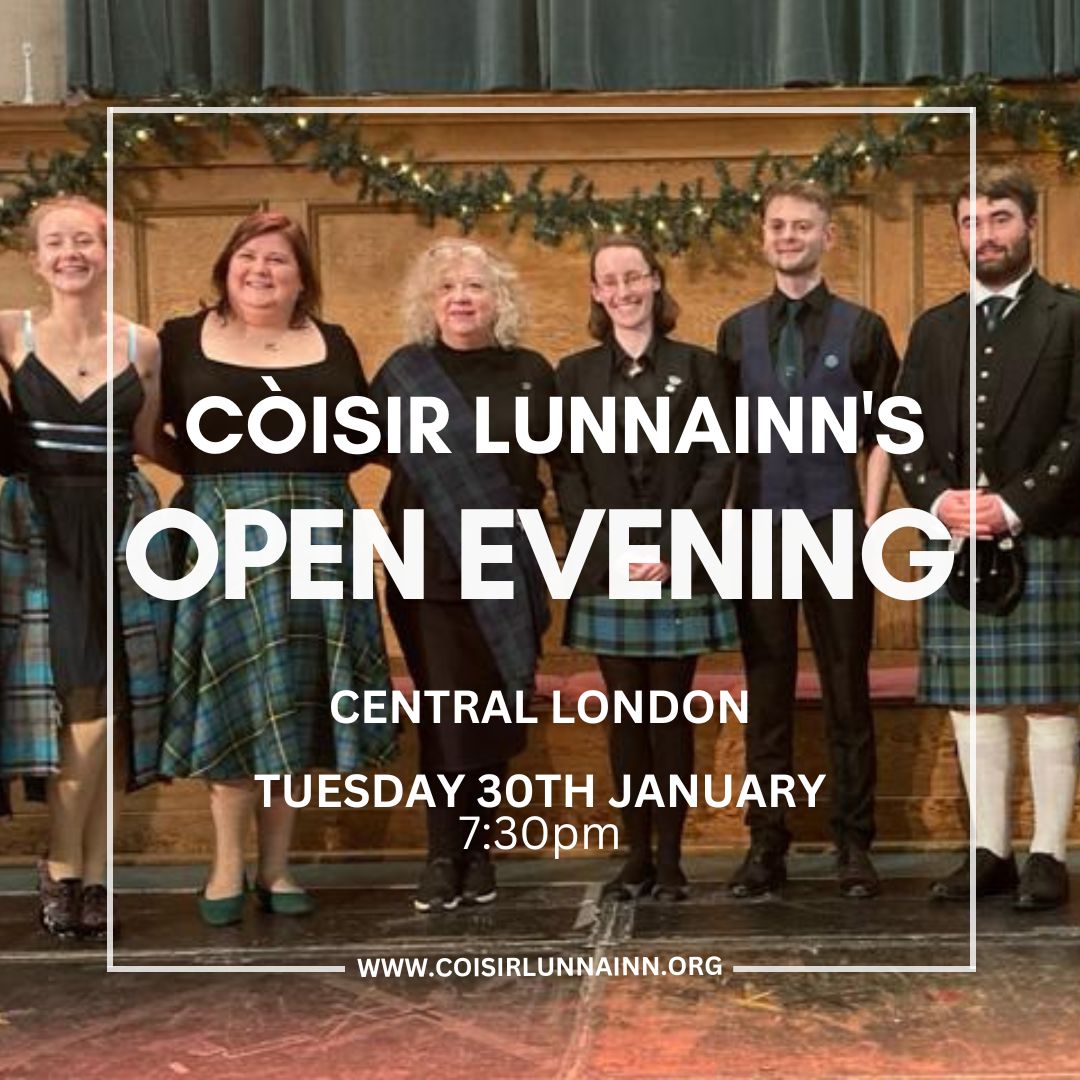 CÒISIR LUNNAINN'S
OPEN EVENING
CENTRAL LONDON
TUESDAY 30TH JANUARY
7:30pm
WWW.COISIRLUNNAINN.ORG